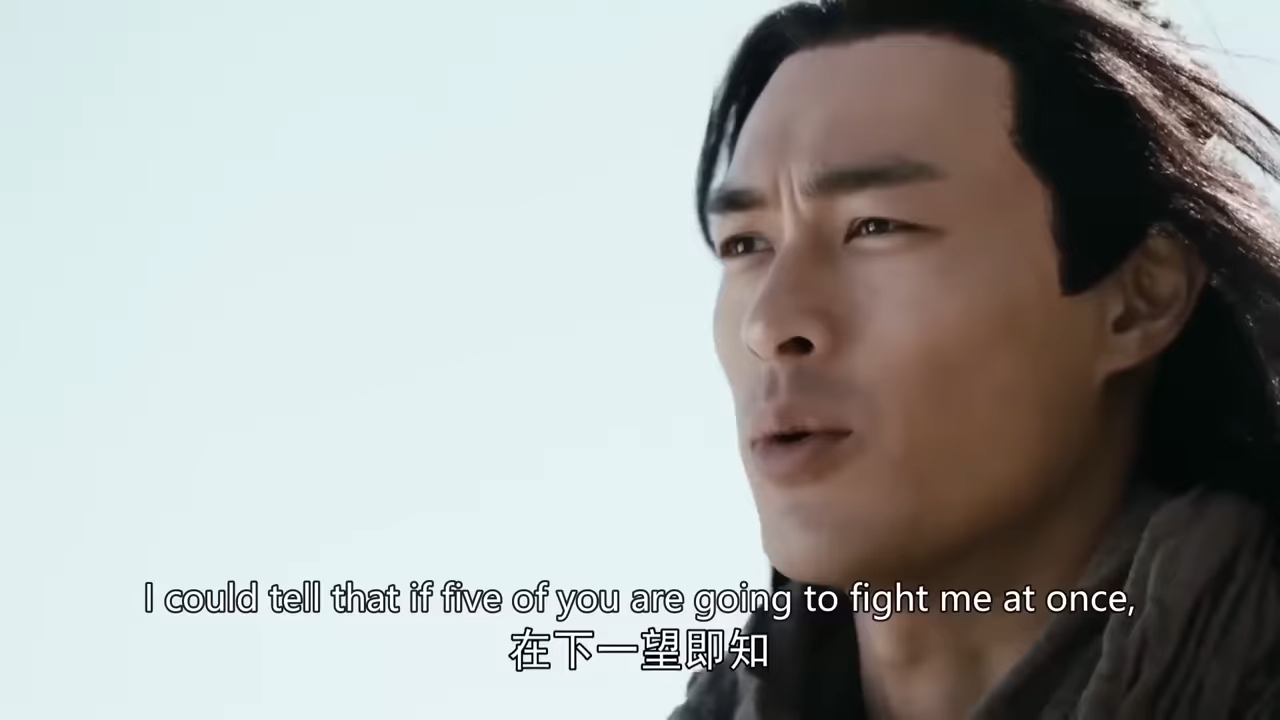 I could tell that if five of you are going to fight me at once,
在下一望即知